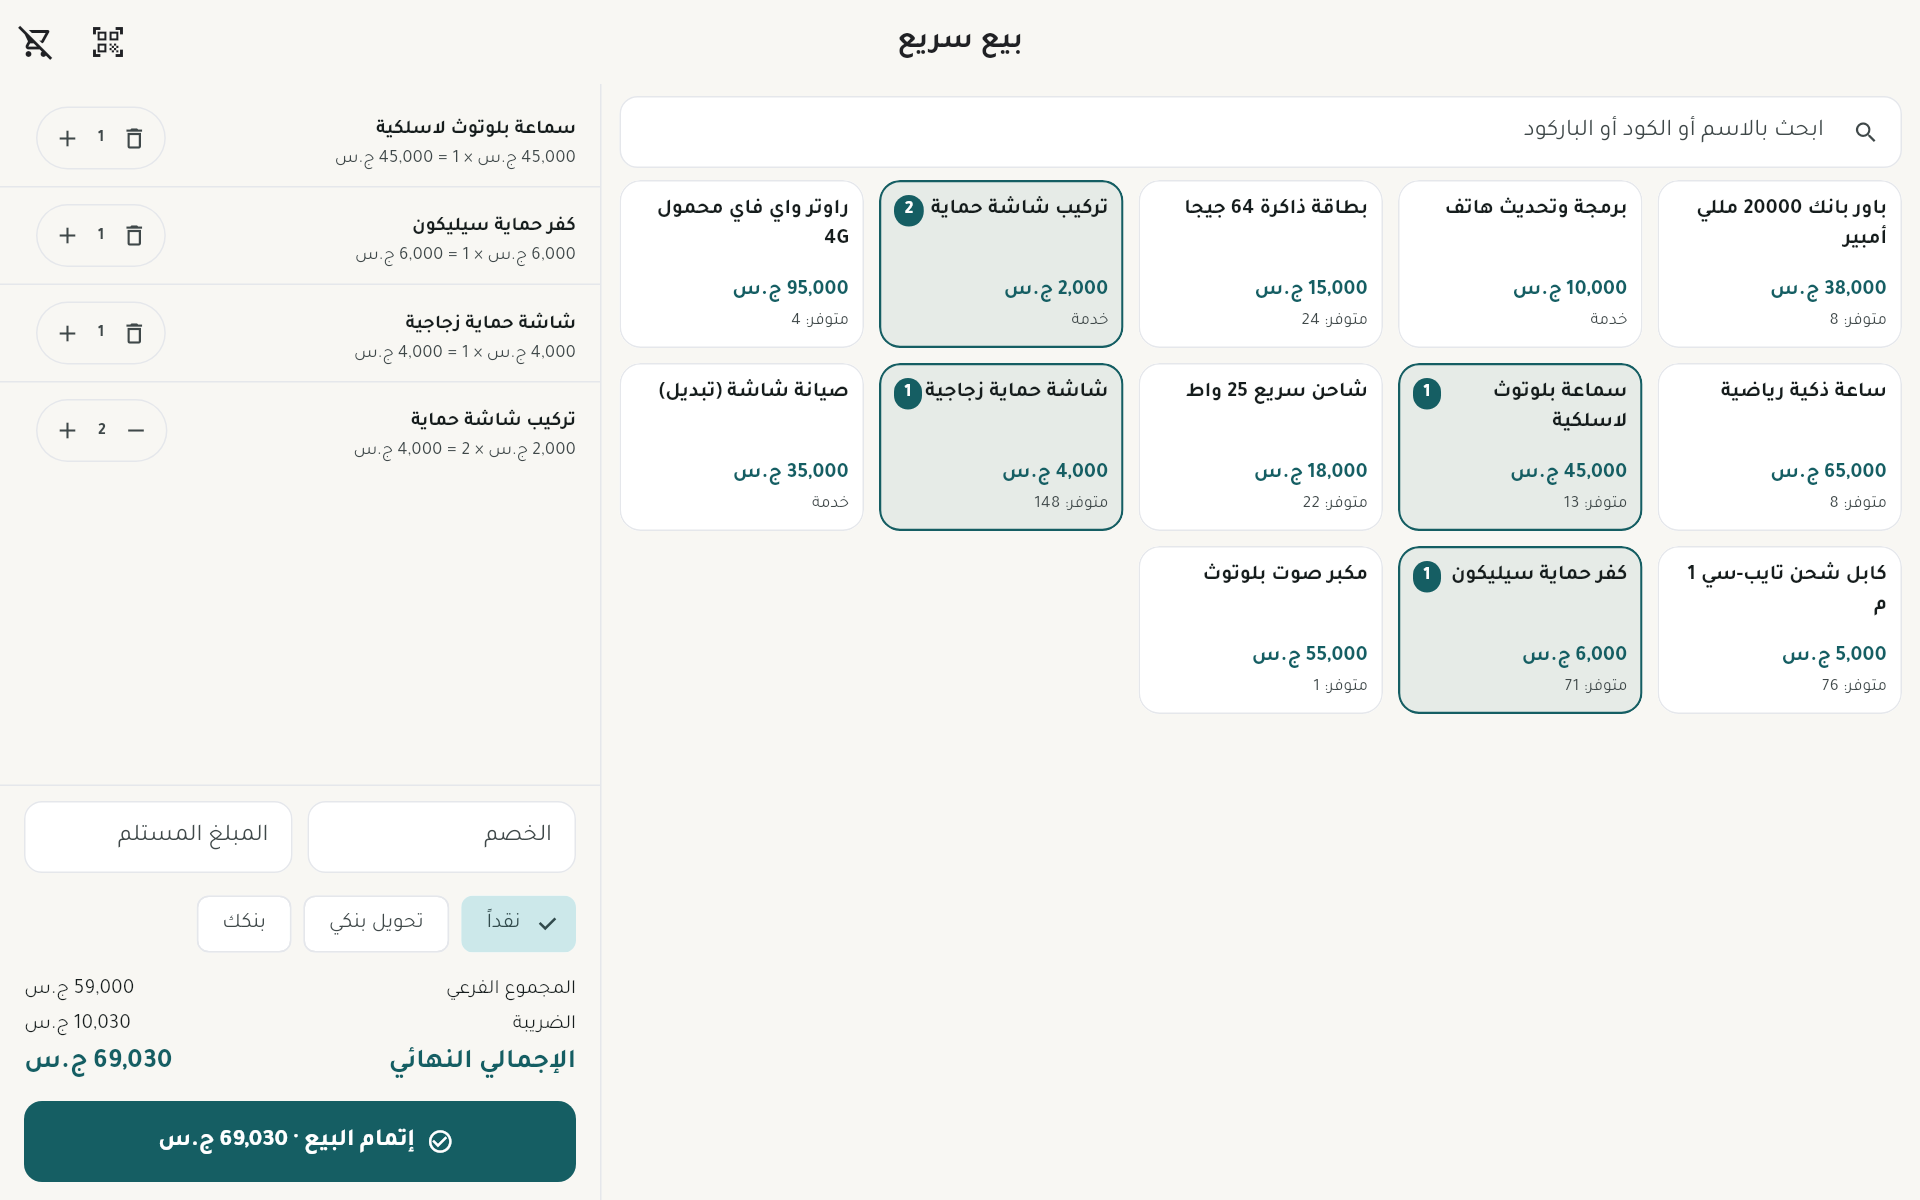 بيع سريع
ابحث بالاسم أو الكود أو الباركود
باور بانك 20000 مللي
أمبير
38,000 ج.س
متوفر: 8
برمجة وتحديث هاتف
10,000 ج.س
خدمة
بطاقة ذاكرة 64 جيجا
15,000 ج.س
متوفر: 24
تركيب شاشة حماية
2
2,000 ج.س
خدمة
راوتر واي فاي محمول
4G
95,000 ج.س
متوفر: 4
ساعة ذكية رياضية
65,000 ج.س
متوفر: 8
سماعة بلوتوث
لاسلكية
1
45,000 ج.س
متوفر: 13
شاحن سريع 25 واط
18,000 ج.س
متوفر: 22
شاشة حماية زجاجية
1
4,000 ج.س
متوفر: 148
صيانة شاشة (تبديل)
35,000 ج.س
خدمة
كابل شحن تايب-سي 1
م
5,000 ج.س
متوفر: 76
كفر حماية سيليكون
1
6,000 ج.س
متوفر: 71
مكبر صوت بلوتوث
55,000 ج.س
متوفر: 1
سماعة بلوتوث لاسلكية
45,000 ج.س × 1 = 45,000 ج.س
1
كفر حماية سيليكون
6,000 ج.س × 1 = 6,000 ج.س
1
شاشة حماية زجاجية
4,000 ج.س × 1 = 4,000 ج.س
1
تركيب شاشة حماية
2,000 ج.س × 2 = 4,000 ج.س
2
الخصم
المبلغ المستلم
نقداً
تحويل بنكي
بنكك
المجموع الفرعي
59,000 ج.س
الضريبة
10,030 ج.س
الإجمالي النهائي
69,030 ج.س
إتمام البيع · 69,030 ج.س